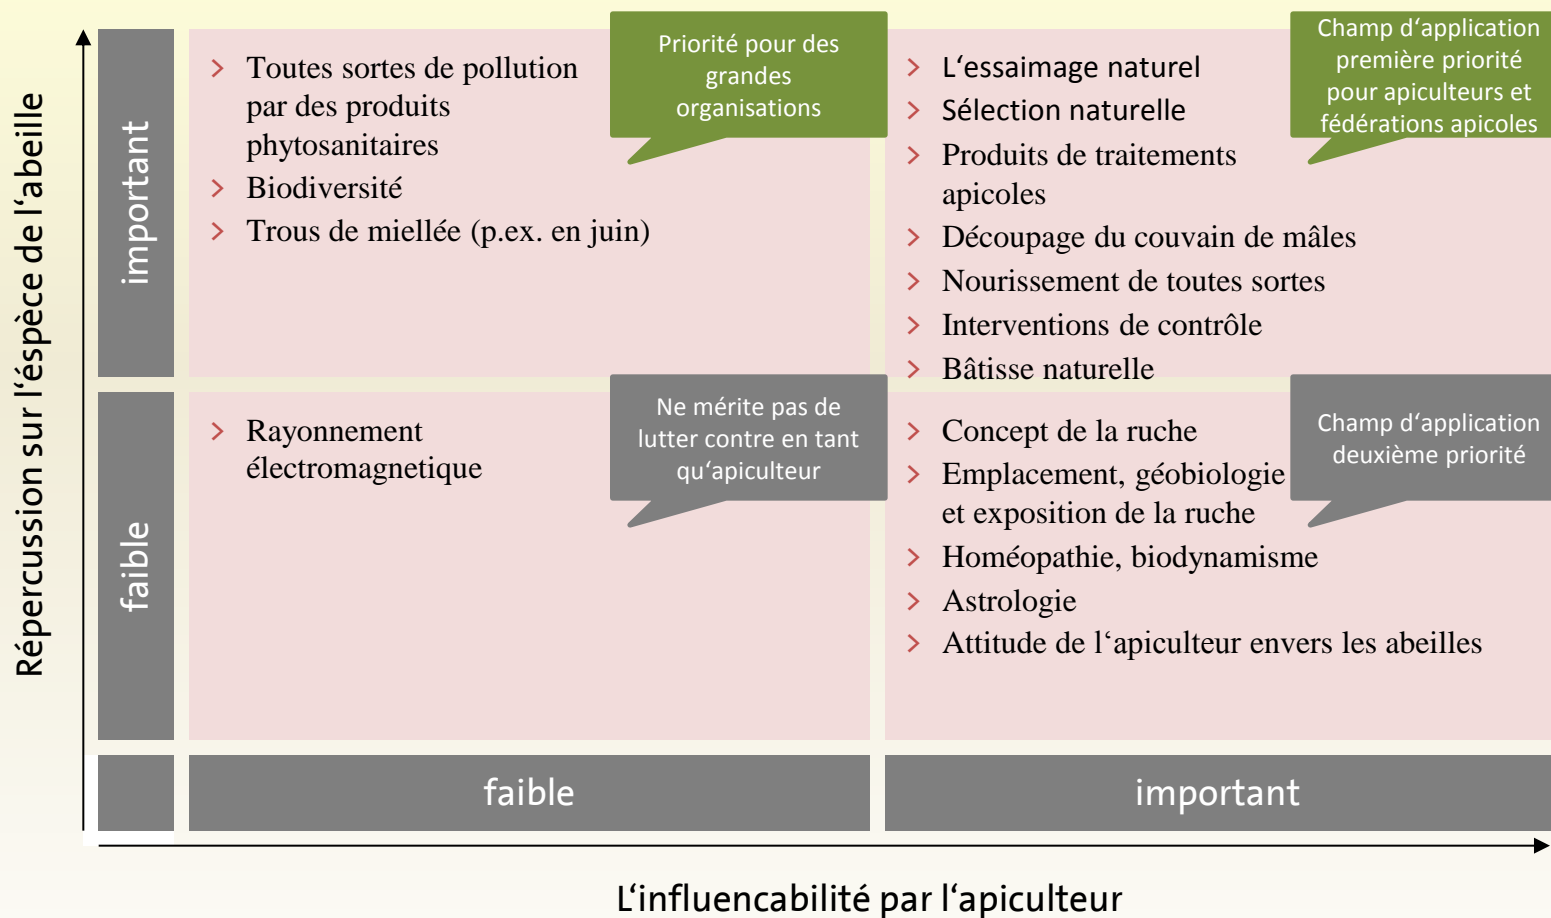 Répercussion sur l‘éspèce de l‘abeille
important
> Toutes sortes de pollution
par des produits
phytosanitaires
> Biodiversité
> Trous de miellée (p.ex. en juin)
Priorité pour des
grandes
organisations
> L‘essaimage naturel
> Sélection naturelle
> Produits de traitements
apicoles
> Découpage du couvain de mâles
> Nourissement de toutes sortes
> Interventions de contrôle
> Bâtisse naturelle
Champ d‘application
première priorité
pour apiculteurs et
fédérations apicoles
faible
> Rayonnement
électromagnetique
Ne mérite pas de
lutter contre en tant
qu‘apiculteur
> Concept de la ruche
> Emplacement, géobiologie
et exposition de la ruche
> Homéopathie, biodynamisme
> Astrologie
> Attitude de l‘apiculteur envers les abeilles
Champ d‘application
deuxième priorité
faible
important
L‘influencabilité par l‘apiculteur